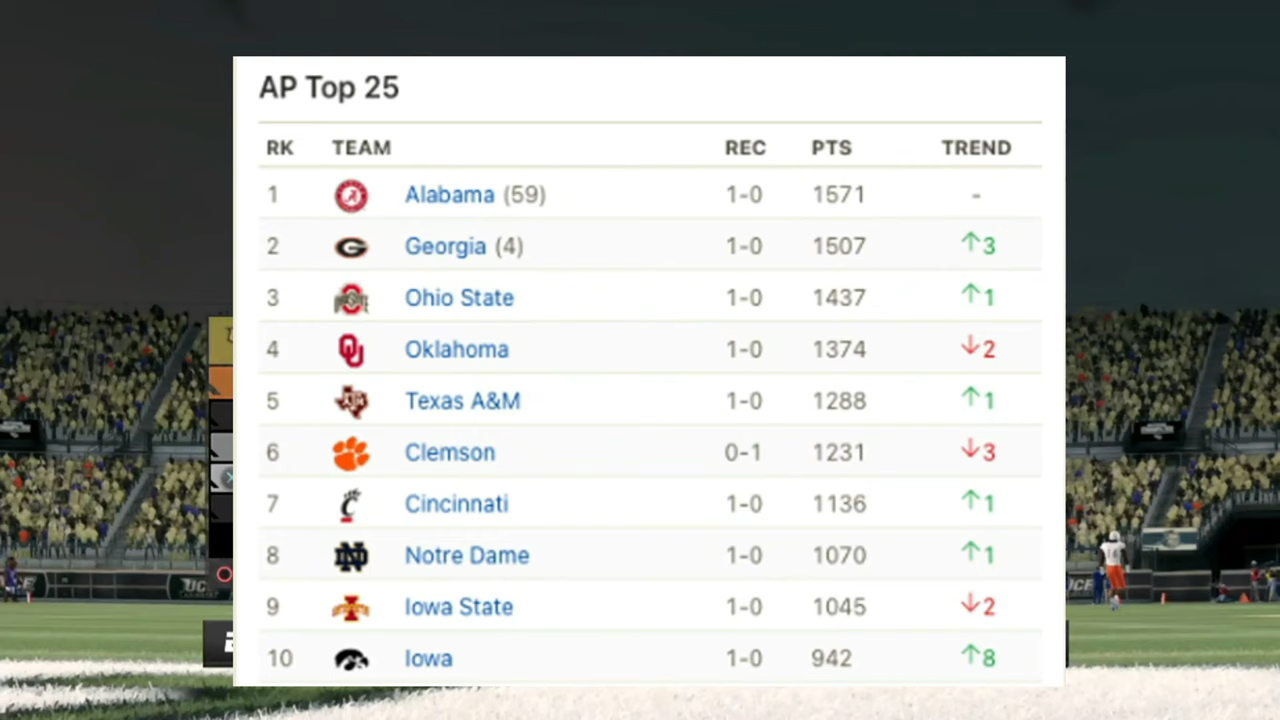 AP Top 25
RK TEAM REC PTS TREND
1 Alabama (59) 1-0 1571 -
2 Georgia (4) 1-0 1507 ↑3
3 Ohio State 1-0 1437 ↑1
4 Oklahoma 1-0 1374 ↓2
5 Texas A&M 1-0 1288 ↑1
6 Clemson 0-1 1231 ↓3
7 Cincinnati 1-0 1136 ↑1
8 Notre Dame 1-0 1070 ↑1
9 Iowa State 1-0 1045 ↓2
10 Iowa 1-0 942 ↑8
UCF